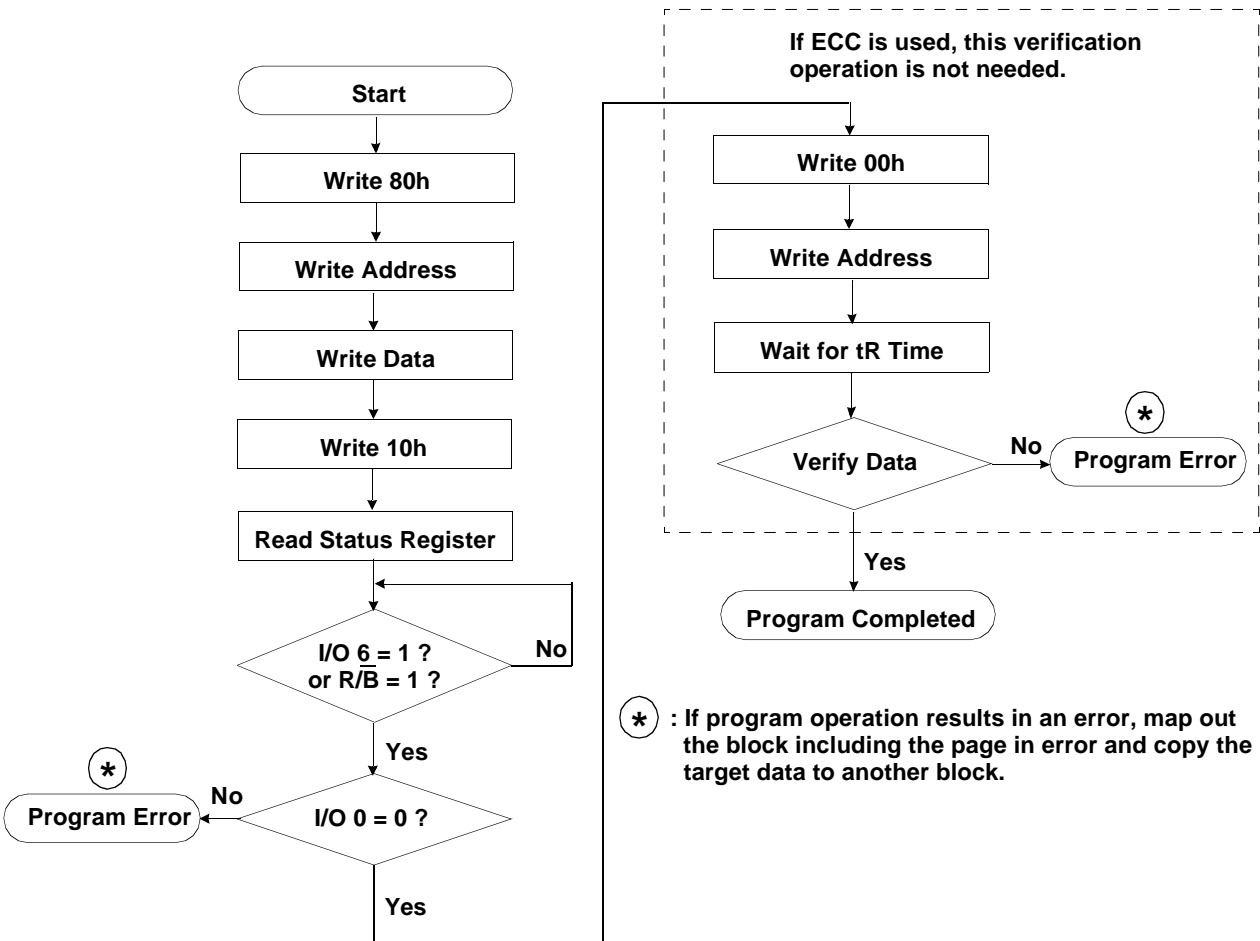 Start
Write 80h
Write Address
Write Data
Write 10h
Read Status Register
I/O 6 = 1 ?
or R/B̅ = 1 ?
No
Yes
*
No
Program Error
I/O 0 = 0 ?
Yes
If ECC is used, this verification
operation is not needed.
Write 00h
Write Address
Wait for tR Time
*
Verify Data
No
Program Error
Yes
Program Completed
* : If program operation results in an error, map out
the block including the page in error and copy the
target data to another block.